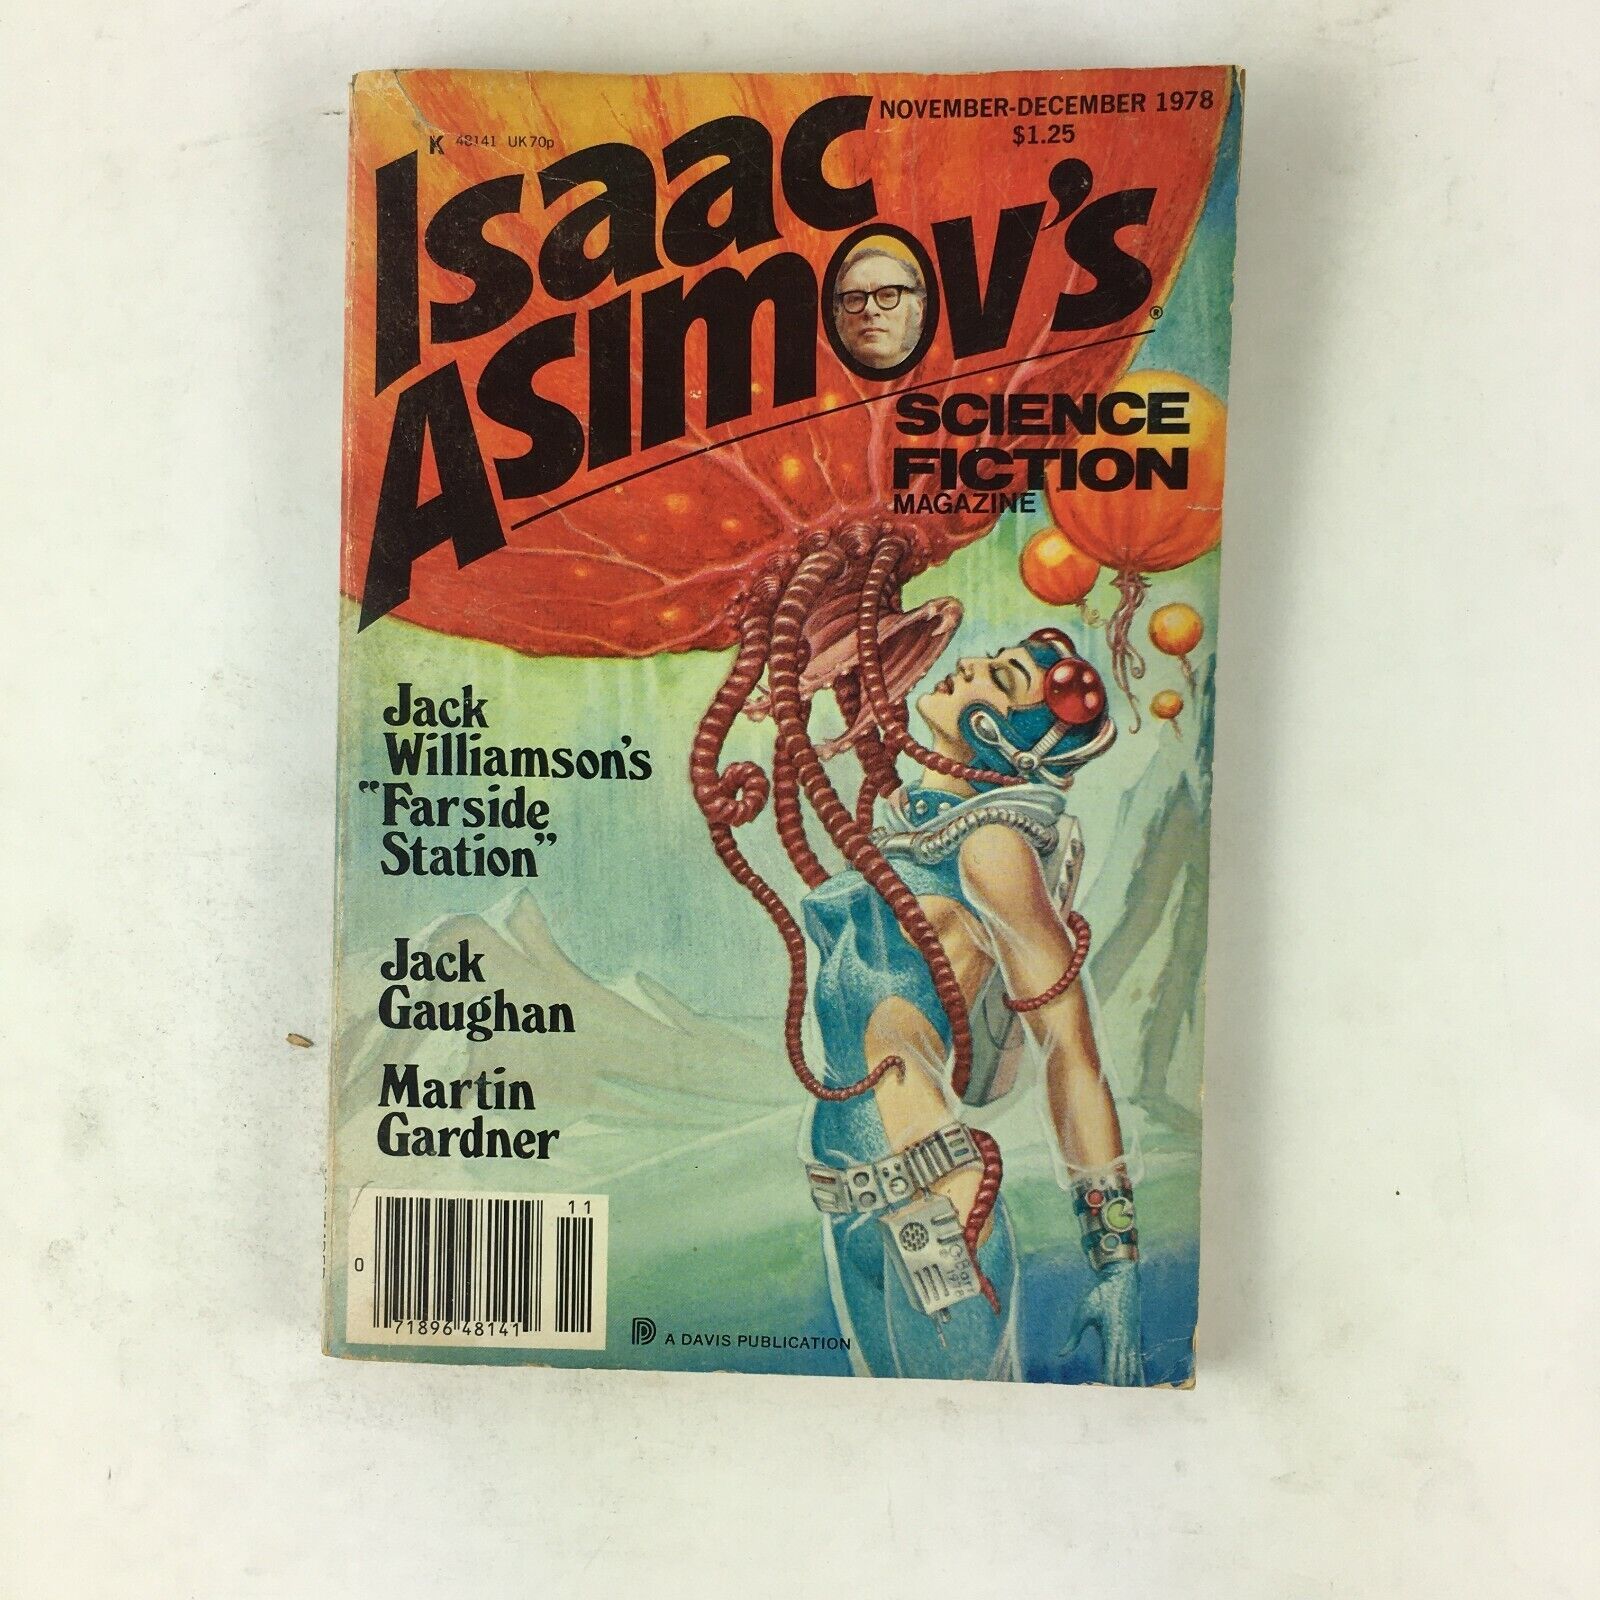 NOVEMBER-DECEMBER 1978
$1.25
K 48141 UK70p
Isaac
Asimov's
®
SCIENCE
FICTION
MAGAZINE
Jack
Williamson's
"Farside
Station"
Jack
Gaughan
Martin
Gardner
11
0
71896 48141
A DAVIS PUBLICATION